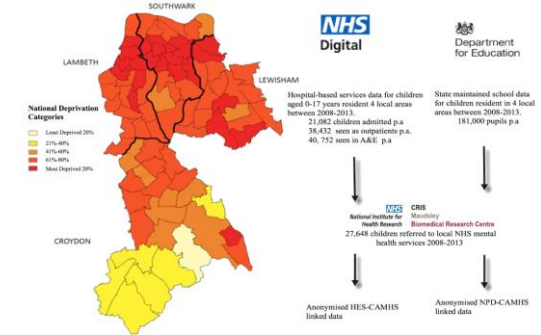 SOUTHWARK
LAMBETH
LEWISHAM
National Deprivation
Categories
Least Deprived 20%
21%-40%
41%-60%
61%-80%
Most Deprived 20%
CROYDON
NHS
Digital
Department
for Education
Hospital-based services data for children
aged 0-17 years resident 4 local areas
between 2008-2013.
21,082 children admitted p.a
38,432 seen as outpatients p.a.
40, 752 seen in A&E p.a
State maintained school data
for children resident in 4 local
areas between 2008-2013.
181,000 pupils p.a
NHS
National Institute for
Health Research
CRIS
Maudsley
Biomedical Research Centre
27,648 children referred to local NHS mental
health services 2008-2013
Anonymised HES-CAMHS
linked data
Anonymised NPD-CAMHS
linked data